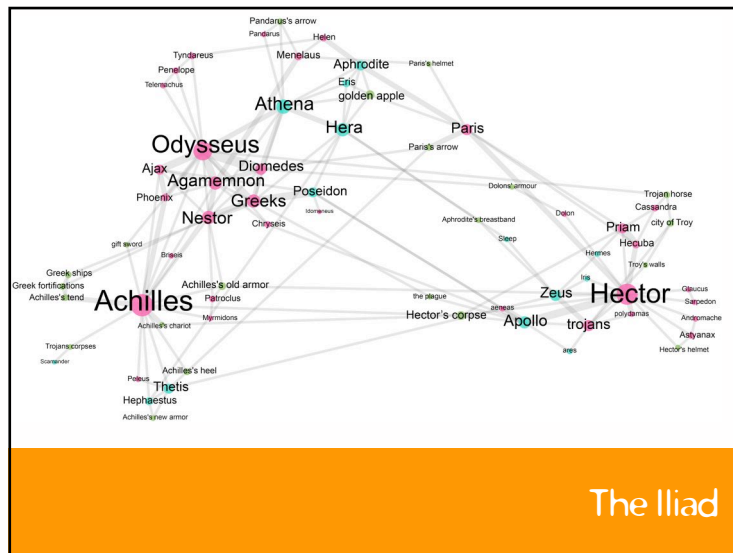 Pandarus's arrow
Pandarus
Helen
Tyndareus
Menelaus
Aphrodite
Paris's helmet
Penelope
Eris
Telemachus
golden apple
Athena
Hera
Paris
Odysseus
Paris's arrow
Ajax
Diomedes
Agamemnon
Dolons' armour
Poseidon
Trojan horse
Phoenix
Greeks
Cassandra
Idomeneus
Dolon
Nestor
Aphrodite's breastband
city of Troy
Chryseis
Priam
Sleep
gift sword
Hecuba
Briseis
Hermes
Troy's walls
Greek ships
Iris
Greek fortifications
Achilles's old armor
Zeus
Hector
Glaucus
Achilles's tend
Patroclus
the plague
Sarpedon
Achilles
aeneas
polydamas
Hector's corpse
Myrmidons
Apollo
trojans
Andromache
Achilles's chariot
Astyanax
Trojans corpses
Hector's helmet
ares
Scamander
Achilles's heel
Peleus
Thetis
Hephaestus
Achilles's new armor
The Iliad